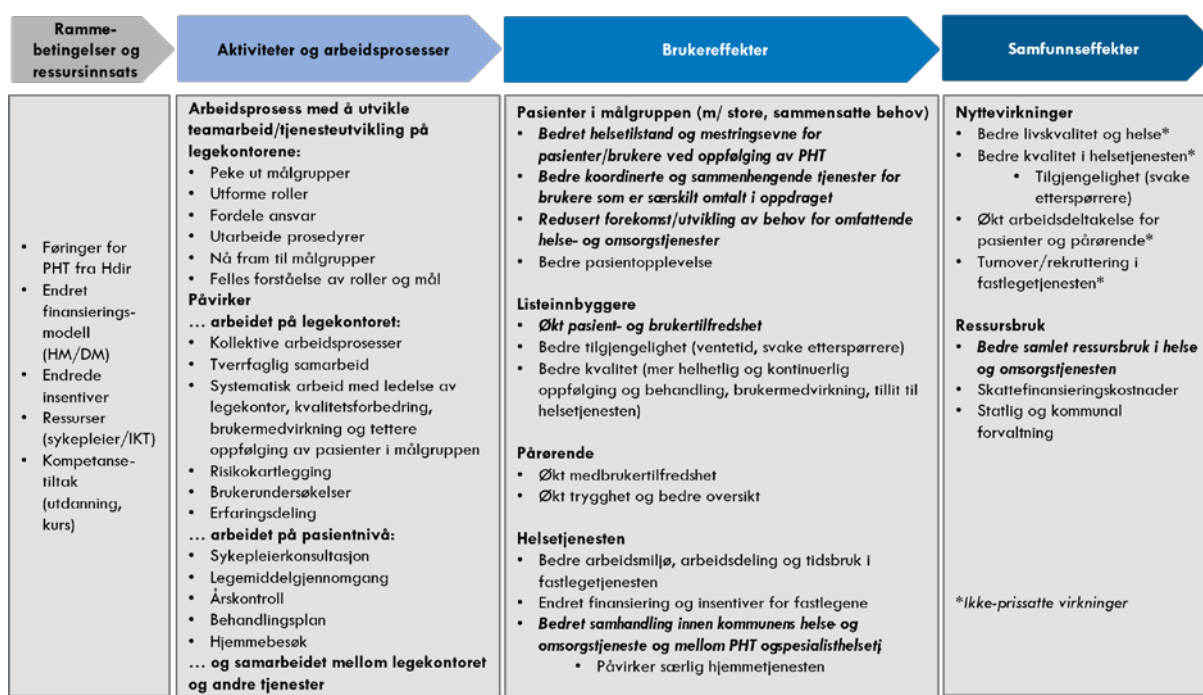 Ramme-
betingelser og
ressursinnsats
Aktiviteter og arbeidsprosesser
Brukereffekter
Samfunnseffekter
• Føringer for
PHT fra Hdir
• Endret
finansierings-
modell
(HM/DM)
• Endrede
insentiver
• Ressurser
(sykepleier/IKT)
• Kompetanse-
tiltak
(utdanning,
kurs)
Arbeidsprosess med å utvikle
teamarbeid/tjenesteutvikling på
legekontorene:
• Peke ut målgrupper
• Utforme roller
• Fordele ansvar
• Utarbeide prosedyrer
• Nå fram til målgrupper
• Felles forståelse av roller og mål
Påvirker
… arbeidet på legekontoret:
• Kollektive arbeidsprosesser
• Tverrfaglig samarbeid
• Systematisk arbeid med ledelse av
legekontor, kvalitetsforbedring,
brukermedvirkning og tettere
oppfølging av pasienter i målgruppen
• Risikokartlegging
• Brukerundersøkelser
• Erfaringsdeling
… arbeidet på pasientnivå:
• Sykepleierkonsultasjon
• Legemiddelgjennomgang
• Årskontroll
• Behandlingsplan
• Hjemmebesøk
… og samarbeidet mellom legekontoret
og andre tjenester
Pasienter i målgruppen (m/ store, sammensatte behov)
• Bedret helsetilstand og mestringsevne for
pasienter/brukere ved oppfølging av PHT
• Bedre koordinerte og sammenhengende tjenester for
brukere som er særskilt omtalt i oppdraget
• Redusert forekomst/utvikling av behov for omfattende
helse- og omsorgstjenester
• Bedre pasientopplevelse
Listeinnbyggere
• Økt pasient- og brukertilfredshet
• Bedre tilgjengelighet (ventetid, svake etterspørrere)
• Bedre kvalitet (mer helhetlig og kontinuerlig
oppfølging og behandling, brukermedvirkning, tillit til
helsetjenesten)
Pårørende
• Økt medbrukertilfredshet
• Økt trygghet og bedre oversikt
Helsetjenesten
• Bedre arbeidsmiljø, arbeidsdeling og tidsbruk i
fastlegetjenesten
• Endret finansiering og insentiver for fastlegene
• Bedret samhandling innen kommunens helse- og
omsorgstjeneste og mellom PHT ogspesialisthelsetj
• Påvirker særlig hjemmetjenesten
Nyttevirkninger
• Bedre livskvalitet og helse*
• Bedre kvalitet i helsetjenesten*
• Tilgjengelighet (svake
etterspørrere)
• Økt arbeidsdeltakelse for
pasienter og pårørende*
• Turnover/rekruttering i
fastlegetjenesten*
Ressursbruk
• Bedre samlet ressursbruk i helse
og omsorgstjenesten
• Skattefinansieringskostnader
• Statlig og kommunal
forvaltning
*Ikke-prissatte virkninger